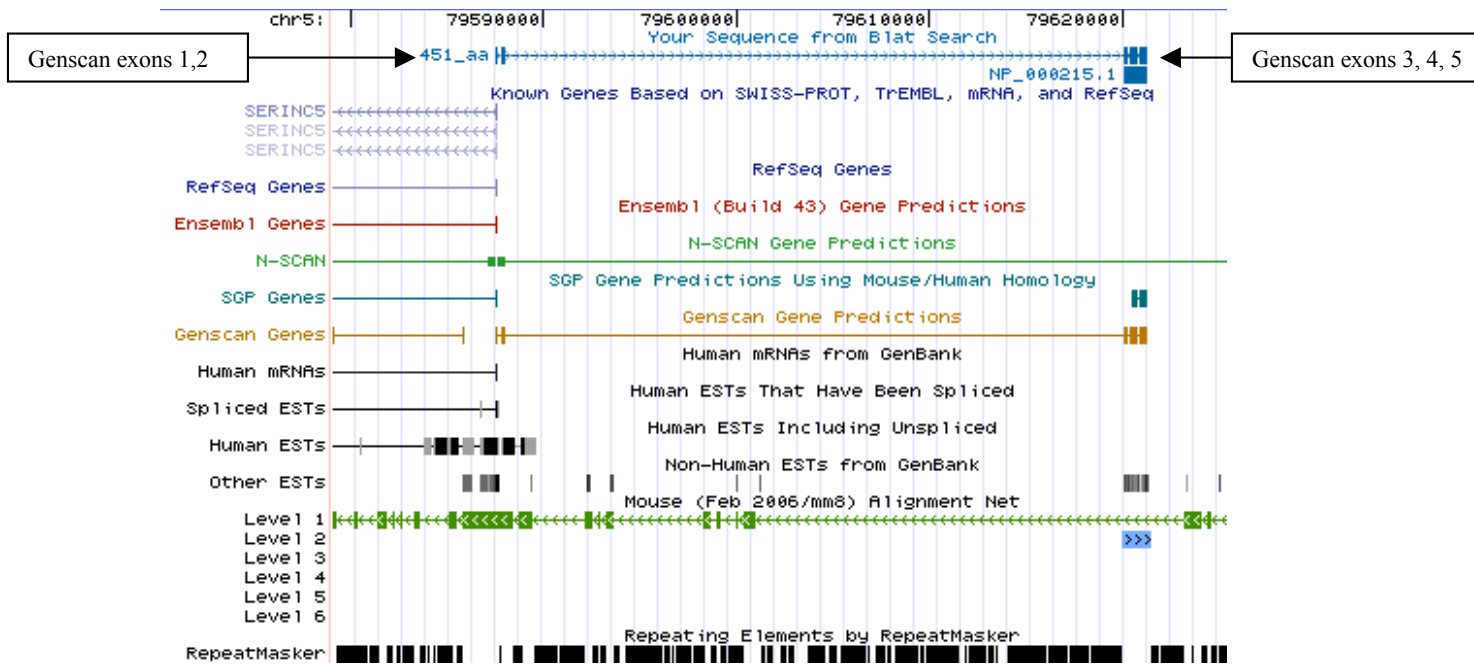 chr5: 79590000 79600000 79610000 79620000
Your Sequence from Blat Search
Genscan exons 1,2
451_aa
Genscan exons 3, 4, 5
NP_000215.1
Known Genes Based on SWISS-PROT, TrEMBL, mRNA, and RefSeq
SERINC5
SERINC5
SERINC5
RefSeq Genes
RefSeq Genes
Ensembl (Build 43) Gene Predictions
Ensembl Genes
N-SCAN Gene Predictions
N-SCAN
SGP Gene Predictions Using Mouse/Human Homology
SGP Genes
Genscan Gene Predictions
Genscan Genes
Human mRNAs from GenBank
Human mRNAs
Human ESTs That Have Been Spliced
Spliced ESTs
Human ESTs Including Unspliced
Human ESTs
Non-Human ESTs from GenBank
Other ESTs
Mouse (Feb 2006/mm8) Alignment Net
Level 1
Level 2
Level 3
Level 4
Level 5
Level 6
Repeating Elements by RepeatMasker
RepeatMasker